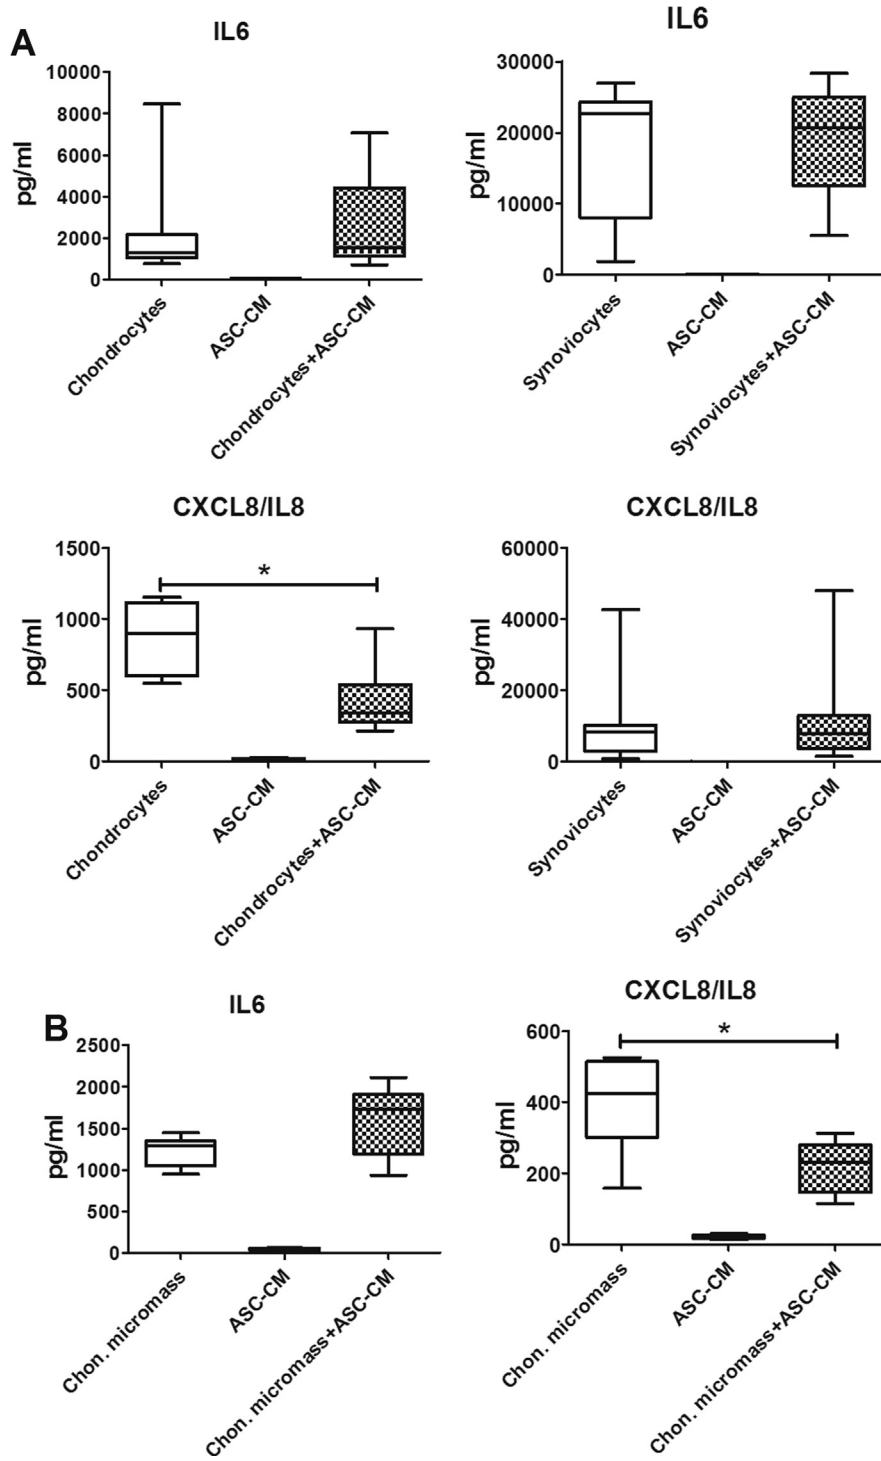 A
IL6
10000
8000
6000
4000
2000
0
pg/ml
Chondrocytes
ASC-CM
Chondrocytes+ASC-CM
IL6
30000
20000
10000
0
pg/ml
Synoviocytes
ASC-CM
Synoviocytes+ASC-CM
CXCL8/IL8
1500
1000
500
0
pg/ml
*
Chondrocytes
ASC-CM
Chondrocytes+ASC-CM
CXCL8/IL8
60000
40000
20000
0
pg/ml
Synoviocytes
ASC-CM
Synoviocytes+ASC-CM
B
IL6
2500
2000
1500
1000
500
0
pg/ml
Chon. micromass
ASC-CM
Chon. micromass+ASC-CM
CXCL8/IL8
600
400
200
0
pg/ml
*
Chon. micromass
ASC-CM
Chon. micromass+ASC-CM